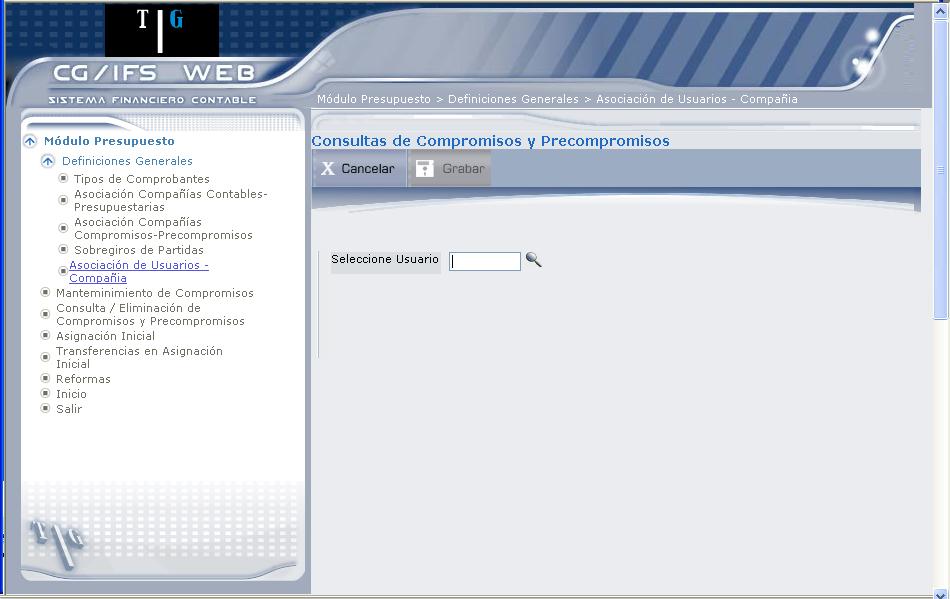 T G
CG/IFS WEB
SISTEMA FINANCIERO CONTABLE
Módulo Presupuesto > Definiciones Generales > Asociación de Usuarios - Compañia
Módulo Presupuesto
Definiciones Generales
Tipos de Comprobantes
Asociación Compañías Contables-
Presupuestarias
Asociación Compañías
Compromisos-Precompromisos
Sobregiros de Partidas
Asociación de Usuarios -
Compañia
Manteminimiento de Compromisos
Consulta / Eliminación de
Compromisos y Precompromisos
Asignación Inicial
Transferencias en Asignación
Inicial
Reformas
Inicio
Salir
T G
Consultas de Compromisos y Precompromisos
X Cancelar
Grabar
Seleccione Usuario